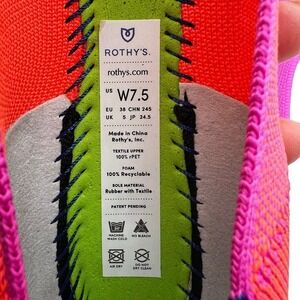 ROTHY'S.
rothys.com
US W7.5
EU 38 CHN 245
UK 5 JP 24.5
Made in China
Rothy's, Inc.
TEXTILE UPPER
100% rPET
FOAM
100% Recyclable
SOLE MATERIAL
Rubber with Textile
PATENT PENDING
MACHINE WASH COLD
NO BLEACH
AIR DRY
DO NOT DRY CLEAN